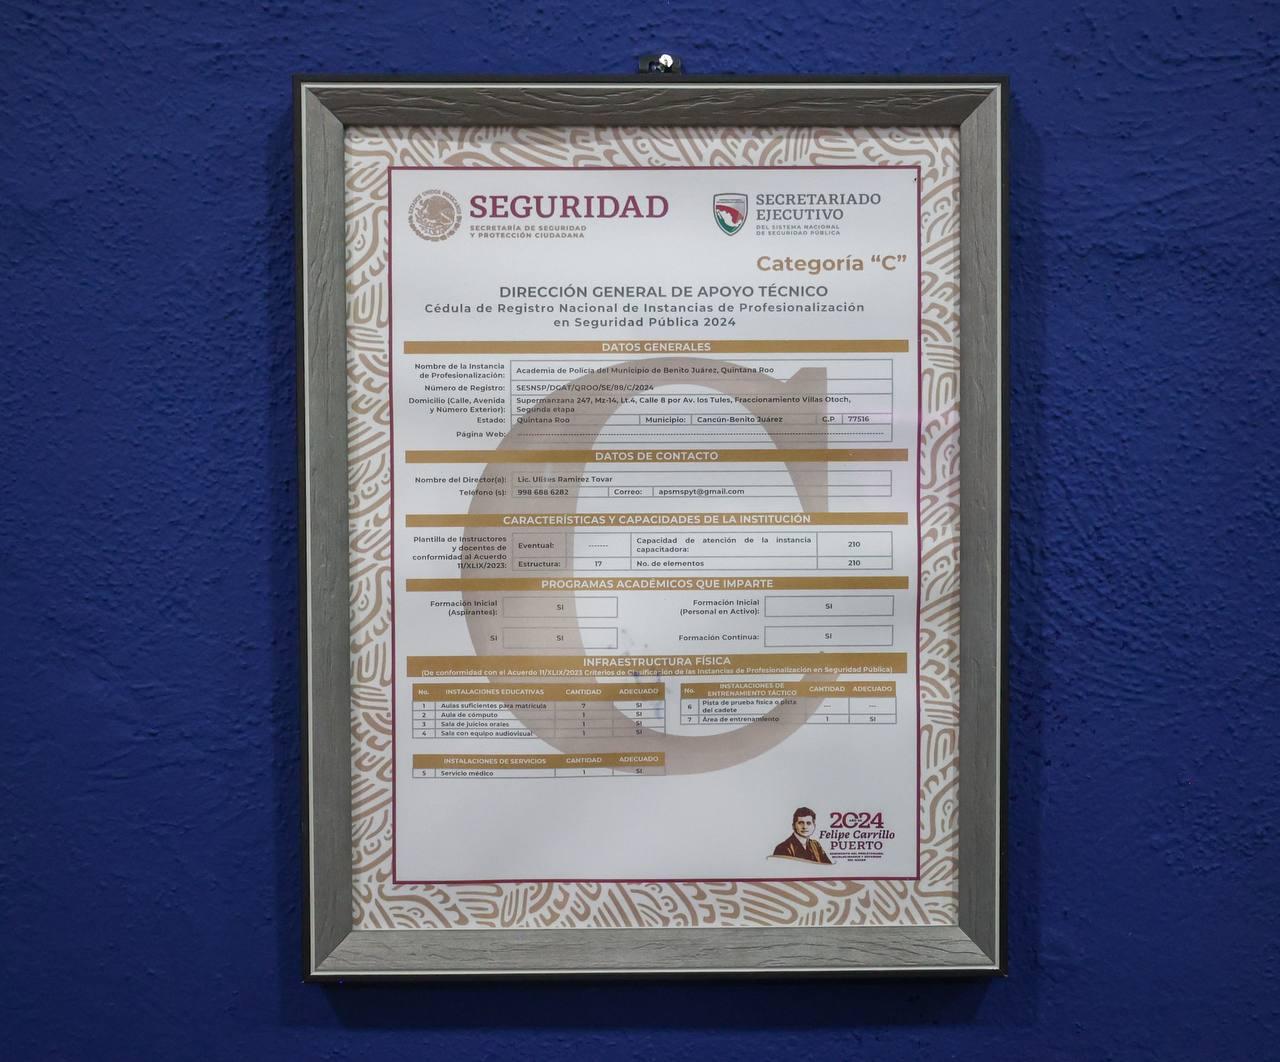 SEGURIDAD
SECRETARÍA DE SEGURIDAD
Y PROTECCIÓN CIUDADANA
SECRETARIADO
EJECUTIVO
DEL SISTEMA NACIONAL
DE SEGURIDAD PÚBLICA
Categoría “C”
DIRECCIÓN GENERAL DE APOYO TÉCNICO
Cédula de Registro Nacional de Instancias de Profesionalización
en Seguridad Pública 2024
DATOS GENERALES
Nombre de la Instancia
de Profesionalización:
Academia de Policía del Municipio de Benito Juárez, Quintana Roo
Número de Registro: SESNSP/DGAT/QROO/SE/88/C/2024
Domicilio (Calle, Avenida
y Número Exterior):
Supermanzana 247, Mz-14, Lt.4, Calle 8 por Av. los Tules, Fraccionamiento Villas Otoch,
Segunda etapa
Estado: Quintana Roo Municipio: Cancún-Benito Juárez C.P 77516
Página Web:
DATOS DE CONTACTO
Nombre del Director(a): Lic. Ulises Ramírez Tovar
Teléfono (s): 998 688 6282 Correo: apsmspyt@gmail.com
CARACTERÍSTICAS Y CAPACIDADES DE LA INSTITUCIÓN
Plantilla de Instructores
y docentes de
conformidad al Acuerdo
11/XLIX/2023:
Eventual: -------
Capacidad de atención de la instancia
capacitadora:
210
Estructura: 17 No. de elementos 210
PROGRAMAS ACADÉMICOS QUE IMPARTE
Formación Inicial
(Aspirantes):
SI
Formación Inicial
(Personal en Activo):
SI
SI SI Formación Continua: SI
INFRAESTRUCTURA FÍSICA
(De conformidad con el Acuerdo 11/XLIX/2023 Criterios de Clasificación de las Instancias de Profesionalización en Seguridad Pública)
No. INSTALACIONES EDUCATIVAS CANTIDAD ADECUADO
1 Aulas suficientes para matrícula 7 SI
2 Aula de cómputo 1 SI
3 Sala de juicios orales 1 SI
4 Sala con equipo audiovisual 1 SI
No. INSTALACIONES DE
ENTRENAMIENTO TÁCTICO CANTIDAD ADECUADO
6 Pista de prueba física o pista
del cadete --- ---
7 Área de entrenamiento 1 SI
INSTALACIONES DE SERVICIOS CANTIDAD ADECUADO
5 Servicio médico 1 SI
2024
Felipe Carrillo
PUERTO